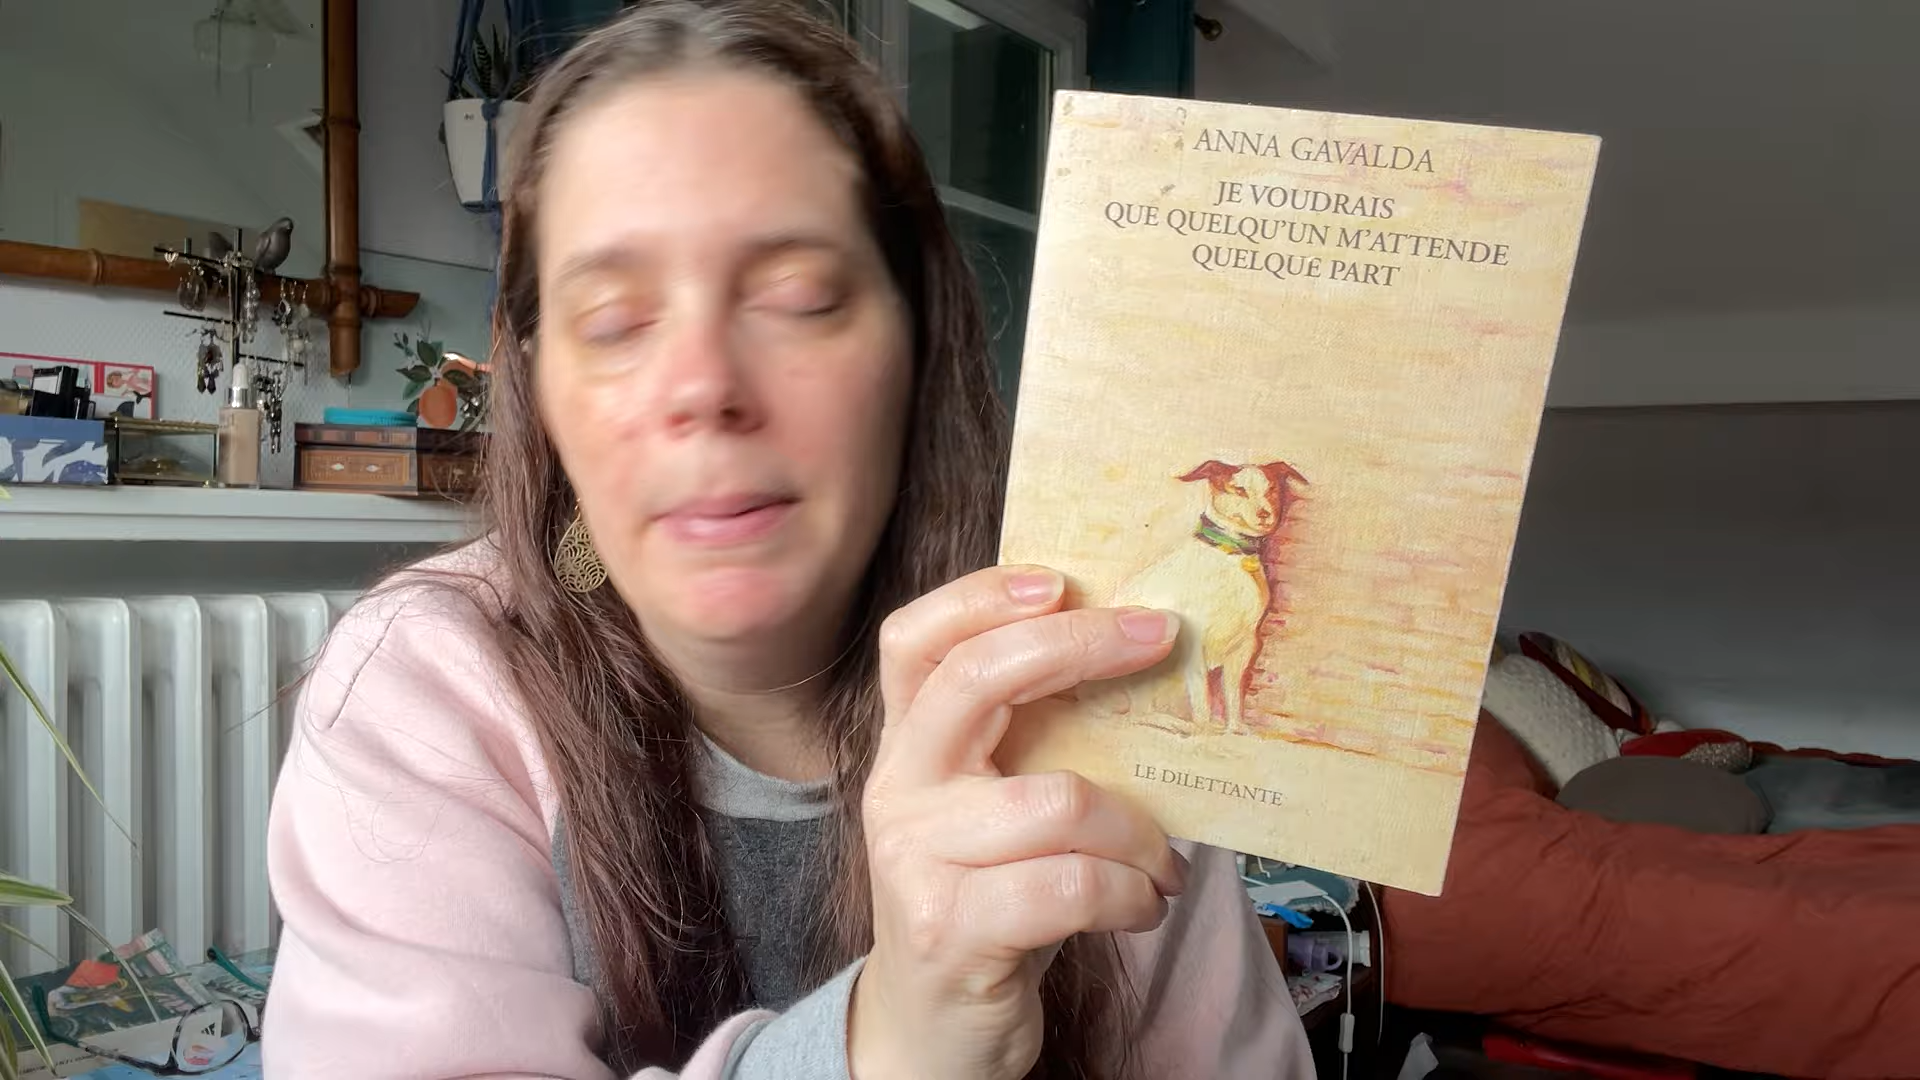 ANNA GAVALDA
JE VOUDRAIS
QUE QUELQU'UN M'ATTENDE
QUELQUE PART
LE DILETTANTE